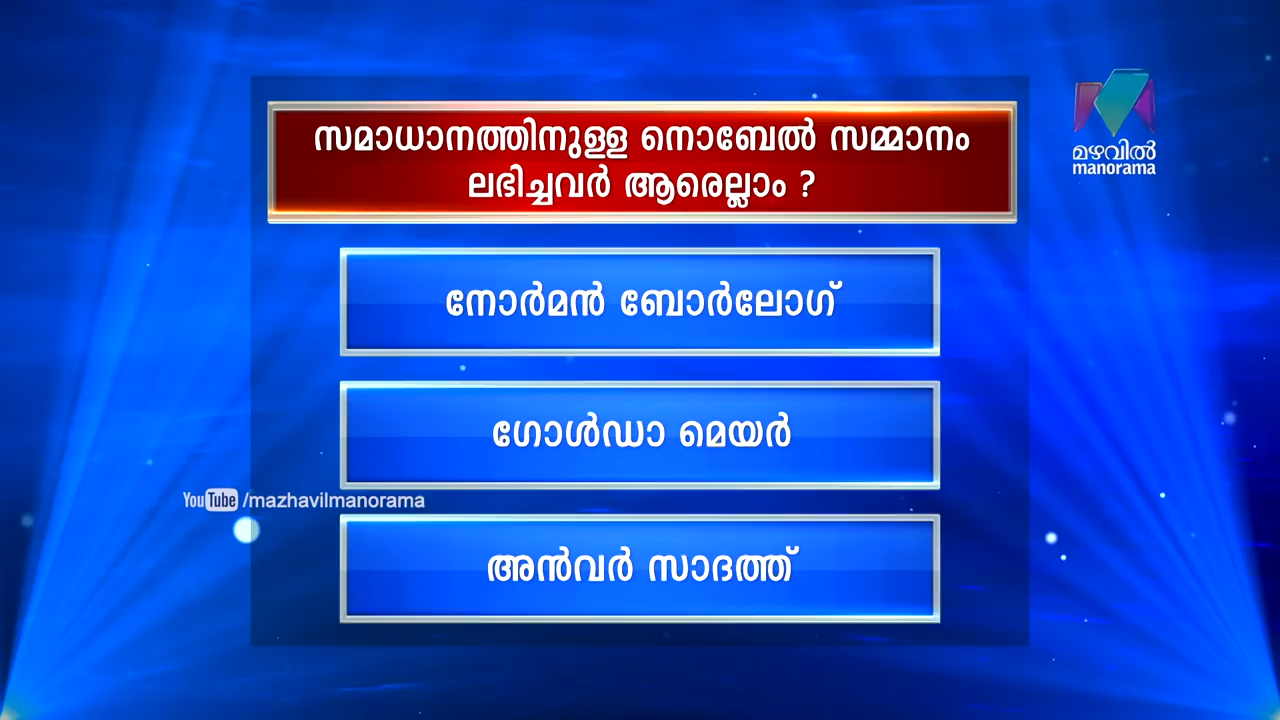 മഴവിൽ
manorama
സമാധാനത്തിനുള്ള നൊബേൽ സമ്മാനം
ലഭിച്ചവർ ആരെല്ലാം ?
നോർമൻ ബോർലോഗ്
ഗോൾഡാ മെയർ
YouTube /mazhavilmanorama
അൻവർ സാദത്ത്